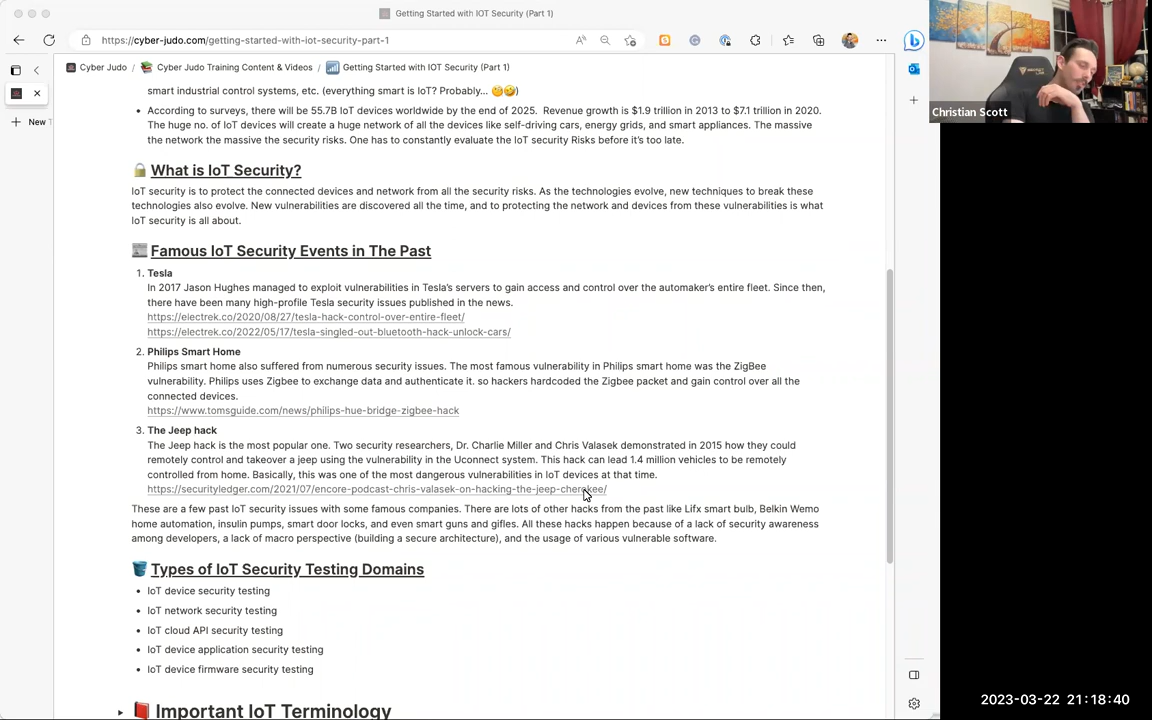 Getting Started with IOT Security (Part 1)
https://cyber-judo.com/getting-started-with-iot-security-part-1
Cyber Judo / Cyber Judo Training Content & Videos / Getting Started with IOT Security (Part 1)
New T
smart industrial control systems, etc. (everything smart is IoT? Probably… 🧐🤣)
• According to surveys, there will be 55.7B IoT devices worldwide by the end of 2025. Revenue growth is $1.9 trillion in 2013 to $7.1 trillion in 2020.
The huge no. of IoT devices will create a huge network of all the devices like self-driving cars, energy grids, and smart appliances. The massive
the network the massive the security risks. One has to constantly evaluate the IoT security Risks before it's too late.
What is IoT Security?
IoT security is to protect the connected devices and network from all the security risks. As the technologies evolve, new techniques to break these
technologies also evolve. New vulnerabilities are discovered all the time, and to protecting the network and devices from these vulnerabilities is what
IoT security is all about.
Famous IoT Security Events in The Past
1. Tesla
In 2017 Jason Hughes managed to exploit vulnerabilities in Tesla's servers to gain access and control over the automaker's entire fleet. Since then,
there have been many high-profile Tesla security issues published in the news.
https://electrek.co/2020/08/27/tesla-hack-control-over-entire-fleet/
https://electrek.co/2022/05/17/tesla-singled-out-bluetooth-hack-unlock-cars/
2. Philips Smart Home
Philips smart home also suffered from numerous security issues. The most famous vulnerability in Philips smart home was the ZigBee
vulnerability. Philips uses Zigbee to exchange data and authenticate it. so hackers hardcoded the Zigbee packet and gain control over all the
connected devices.
https://www.tomsguide.com/news/philips-hue-bridge-zigbee-hack
3. The Jeep hack
The Jeep hack is the most popular one. Two security researchers, Dr. Charlie Miller and Chris Valasek demonstrated in 2015 how they could
remotely control and takeover a jeep using the vulnerability in the Uconnect system. This hack can lead 1.4 million vehicles to be remotely
controlled from home. Basically, this was one of the most dangerous vulnerabilities in IoT devices at that time.
https://securityledger.com/2021/07/encore-podcast-chris-valasek-on-hacking-the-jeep-cherokee/
These are a few past IoT security issues with some famous companies. There are lots of other hacks from the past like Lifx smart bulb, Belkin Wemo
home automation, insulin pumps, smart door locks, and even smart guns and gifles. All these hacks happen because of a lack of security awareness
among developers, a lack of macro perspective (building a secure architecture), and the usage of various vulnerable software.
Types of IoT Security Testing Domains
• IoT device security testing
• IoT network security testing
• IoT cloud API security testing
• IoT device application security testing
• IoT device firmware security testing
Important IoT Terminology
Christian Scott
2023-03-22 21:18:40